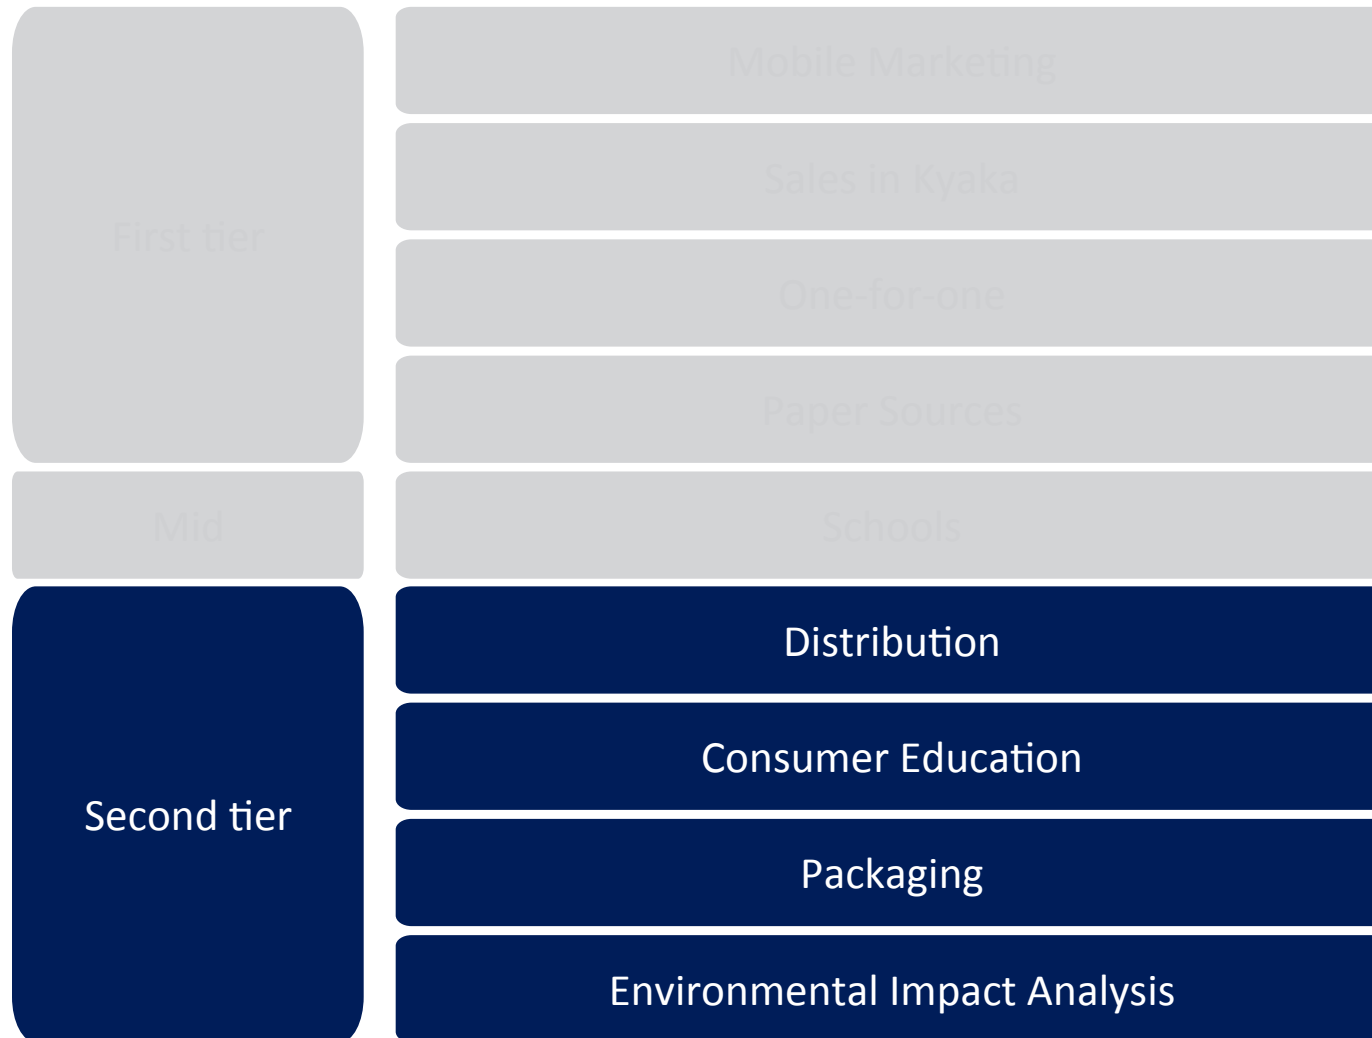 Mobile Marketing
Sales in Kyaka
First tier
One-for-one
Paper Sources
Mid
Schools
Distribution
Consumer Education
Second tier
Packaging
Environmental Impact Analysis